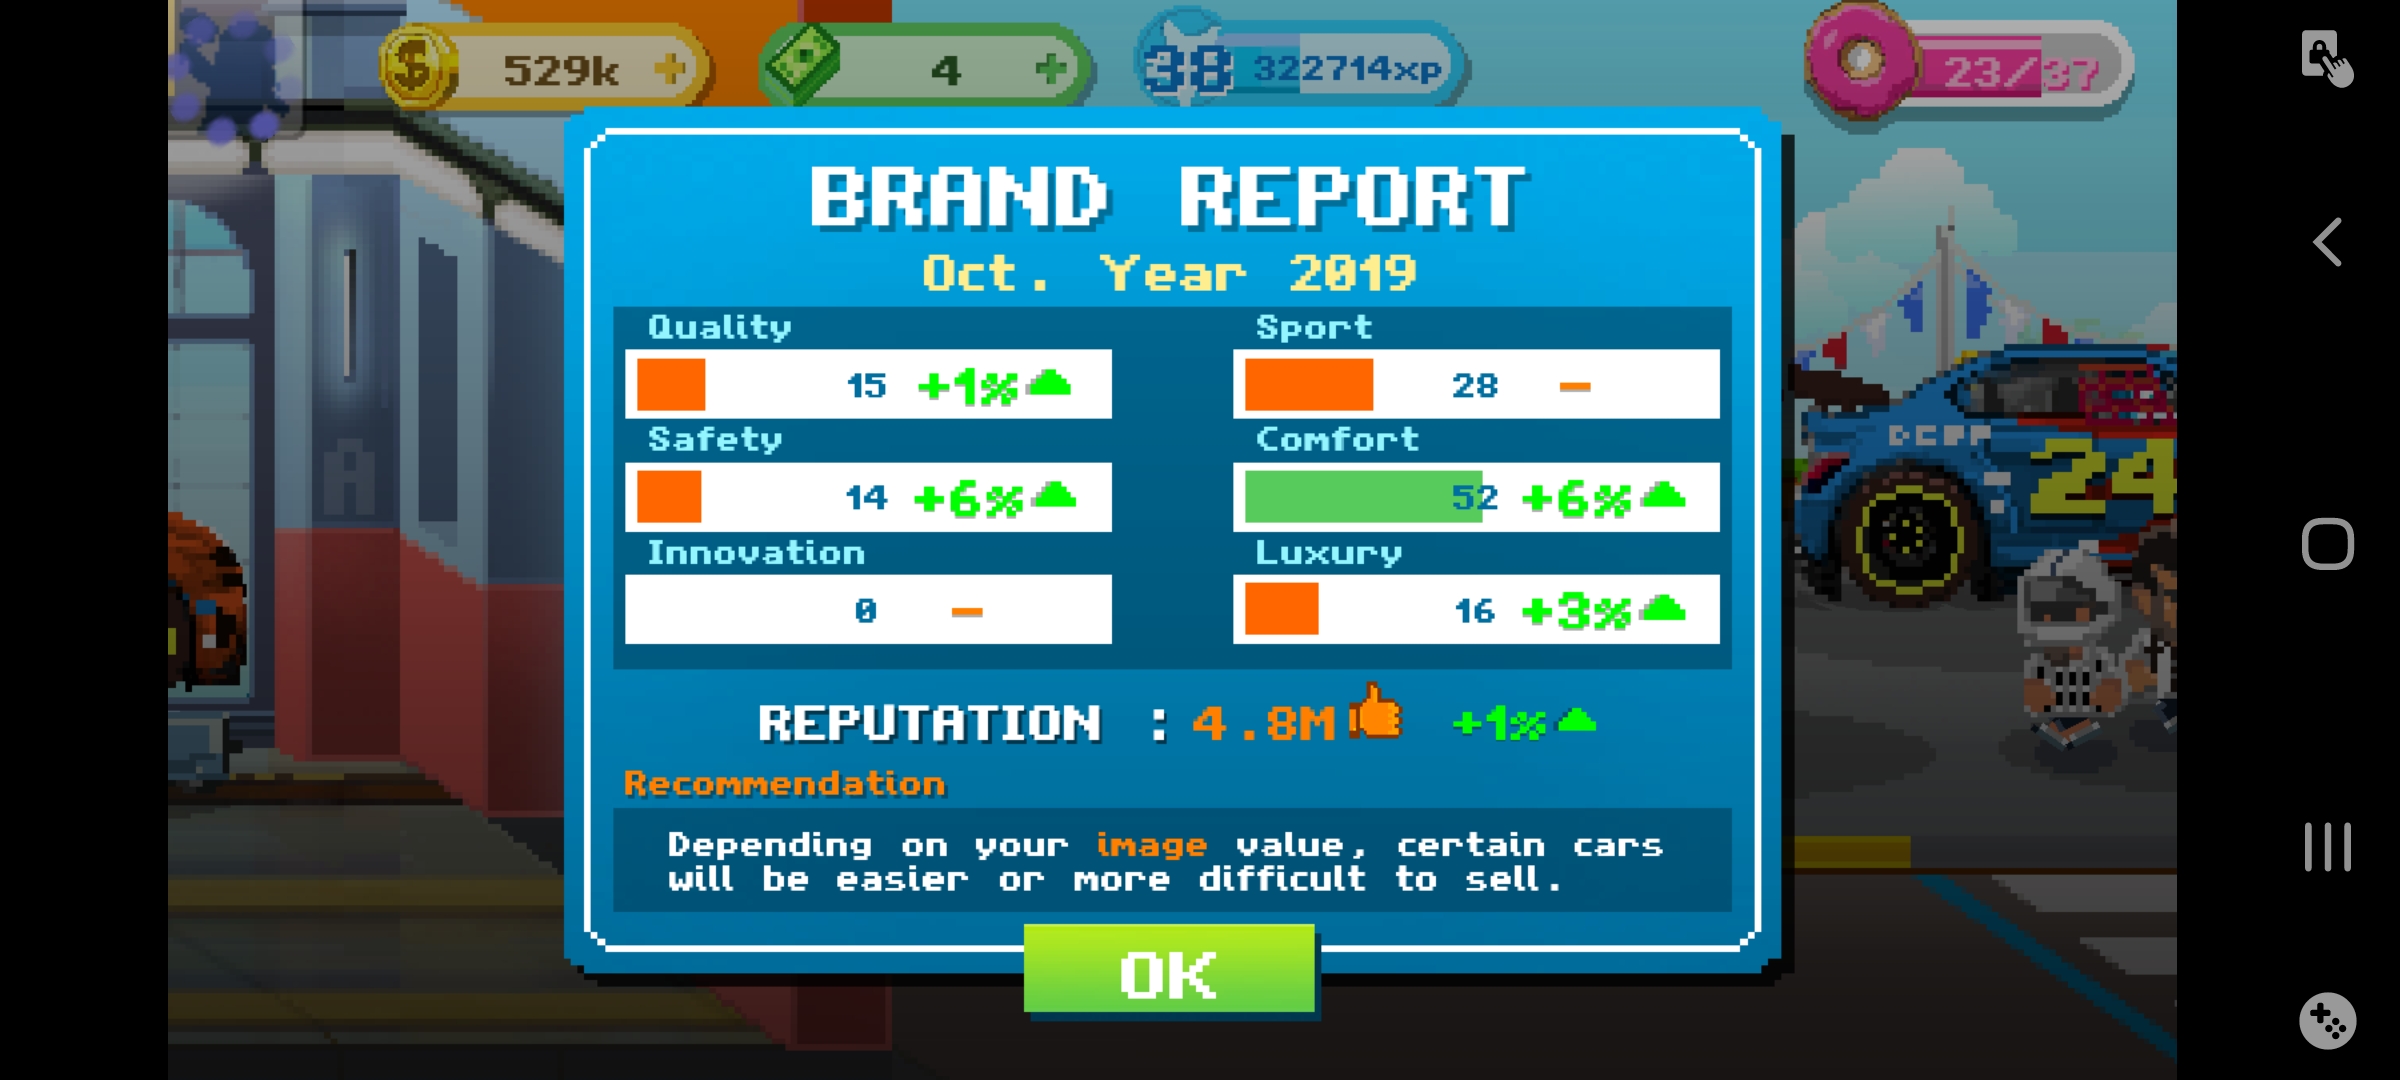 529k +
4 +
38 322714xp
23/37
BRAND REPORT
Oct. Year 2019
Quality
15 +1%
Sport
28 -
Safety
14 +6%
Comfort
52 +6%
Innovation
0 -
Luxury
16 +3%
REPUTATION : 4.8M +1%
Recommendation
Depending on your image value, certain cars
will be easier or more difficult to sell.
OK
A
24